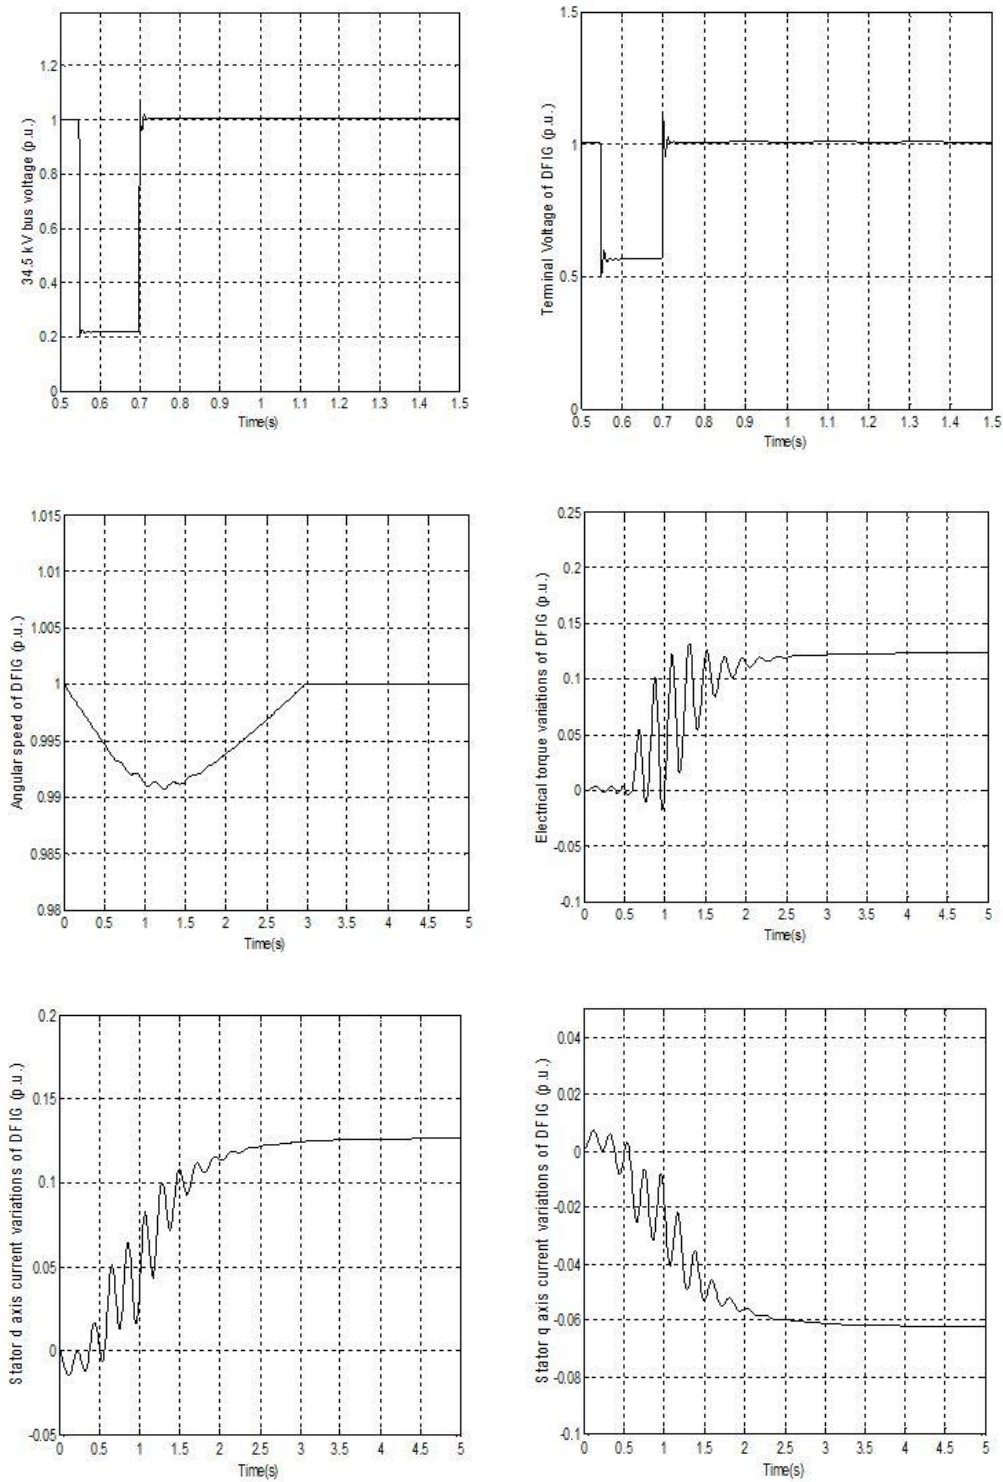 1.2
1
0.8
0.6
0.4
0.2
0
34.5 kV bus voltage (p.u.)
0.5 0.6 0.7 0.8 0.9 1 1.1 1.2 1.3 1.4 1.5
Time(s)
1.5
1
0.5
0
Terminal Voltage of DFIG (p.u.)
0.5 0.6 0.7 0.8 0.9 1 1.1 1.2 1.3 1.4 1.5
Time(s)
1.015
1.01
1.005
1
0.995
0.99
0.985
0.98
Angular speed of DFIG (p.u.)
0 0.5 1 1.5 2 2.5 3 3.5 4 4.5 5
Time(s)
0.25
0.2
0.15
0.1
0.05
0
-0.05
-0.1
Electrical torque variations of DFIG (p.u.)
0 0.5 1 1.5 2 2.5 3 3.5 4 4.5 5
Time(s)
0.2
0.15
0.1
0.05
0
-0.05
Stator d axis current variations of DFIG (p.u.)
0 0.5 1 1.5 2 2.5 3 3.5 4 4.5 5
Time(s)
0.04
0.02
0
-0.02
-0.04
-0.06
-0.08
-0.1
Stator q axis current variations of DFIG (p.u.)
0 0.5 1 1.5 2 2.5 3 3.5 4 4.5 5
Time(s)